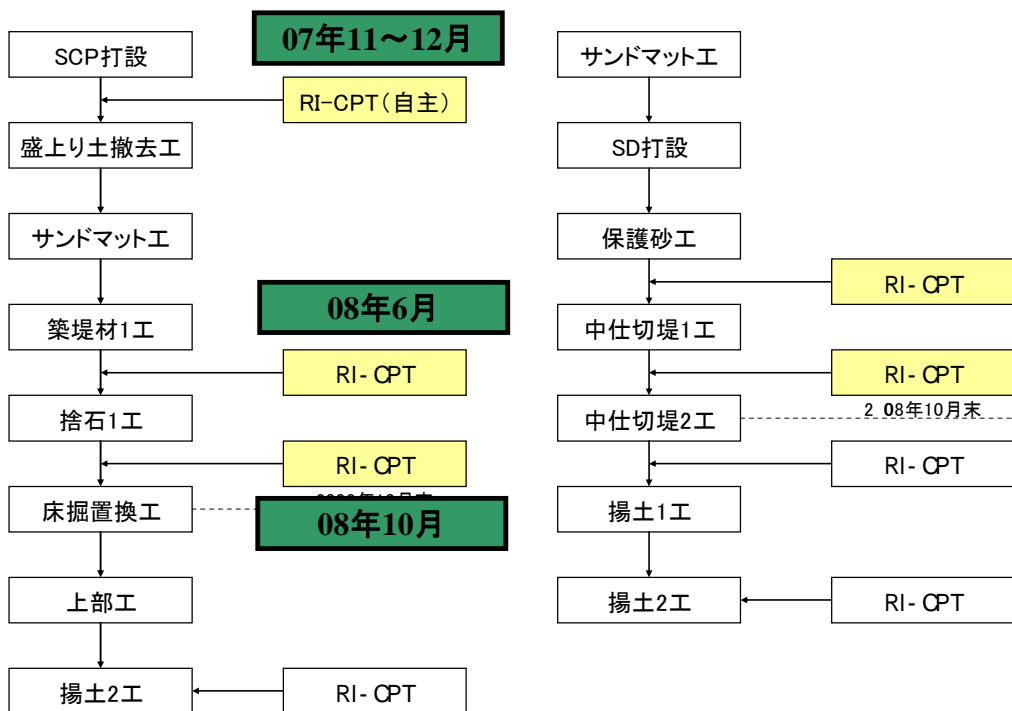 07年11～12月
SCP打設
RI-CPT（自主）
盛上り土撤去工
サンドマット工
08年6月
築堤材1工
RI-CPT
捨石1工
RI-CPT
床掘置換工
08年10月
上部工
揚土2工
RI-CPT
サンドマット工
SD打設
保護砂工
RI-CPT
中仕切堤1工
RI-CPT
中仕切堤2工
2 08年10月末
RI-CPT
揚土1工
揚土2工
RI-CPT